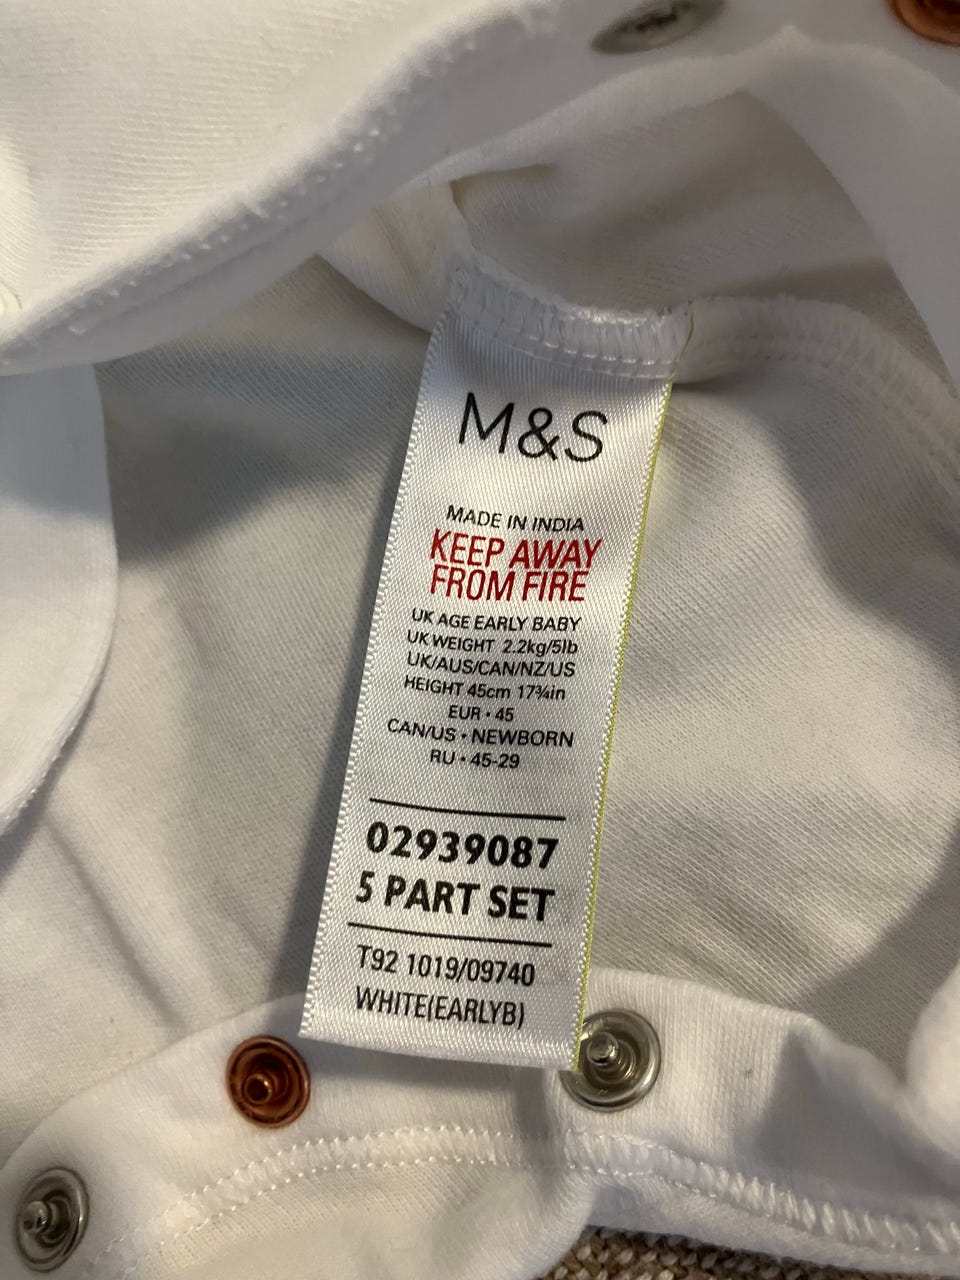 M&S
MADE IN INDIA
KEEP AWAY
FROM FIRE
UK AGE EARLY BABY
UK WEIGHT 2.2kg/5lb
UK/AUS/CAN/NZ/US
HEIGHT 45cm 17¾in
EUR • 45
CAN/US • NEWBORN
RU • 45-29
02939087
5 PART SET
T92 1019/09740
WHITE(EARLYB)